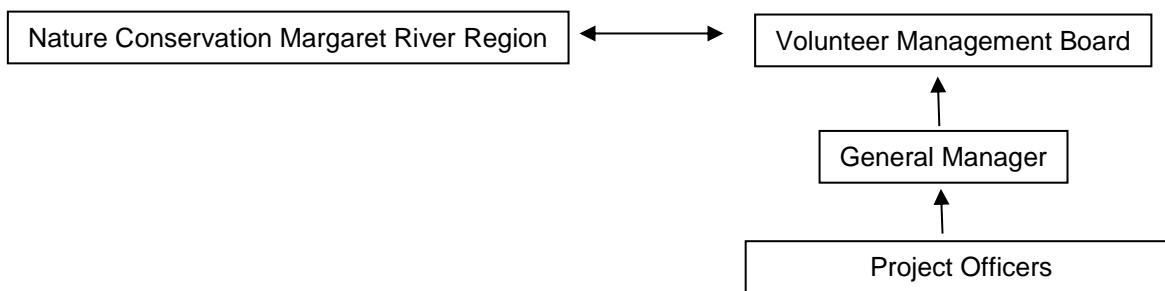 Nature Conservation Margaret River Region
Volunteer Management Board
General Manager
Project Officers